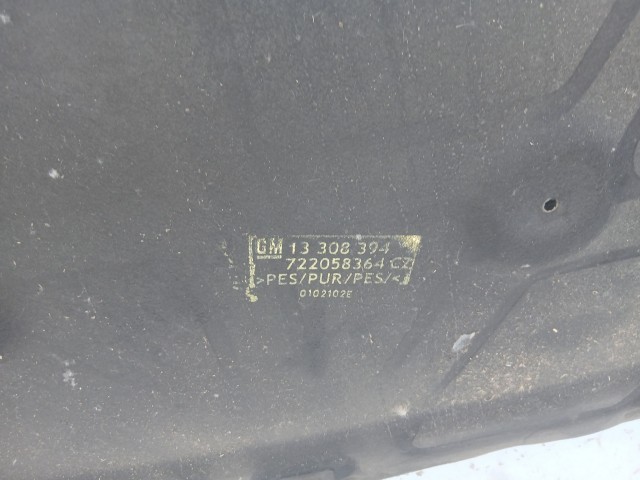 GM 13 308 394
722058364 CZ
>PES/PUR/PES/<
0102102E